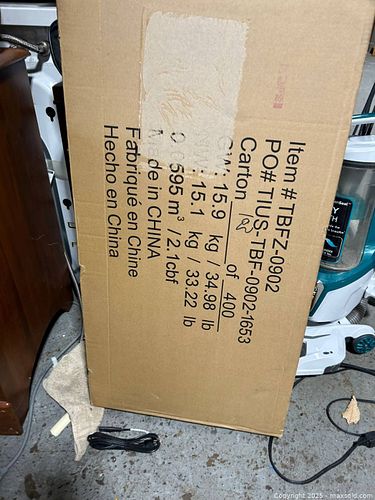 Item # TBFZ-0902
PO# TIUS-TBF-0902-1653
Carton 2 of 400
G.W.: 15.9 kg / 34.98 lb
15.1 kg / 33.22 lb
595 m³ / 2.1cbf
de in CHINA
Fabriqué en Chine
Hecho en China
Copyright 2025 - maxsold.com